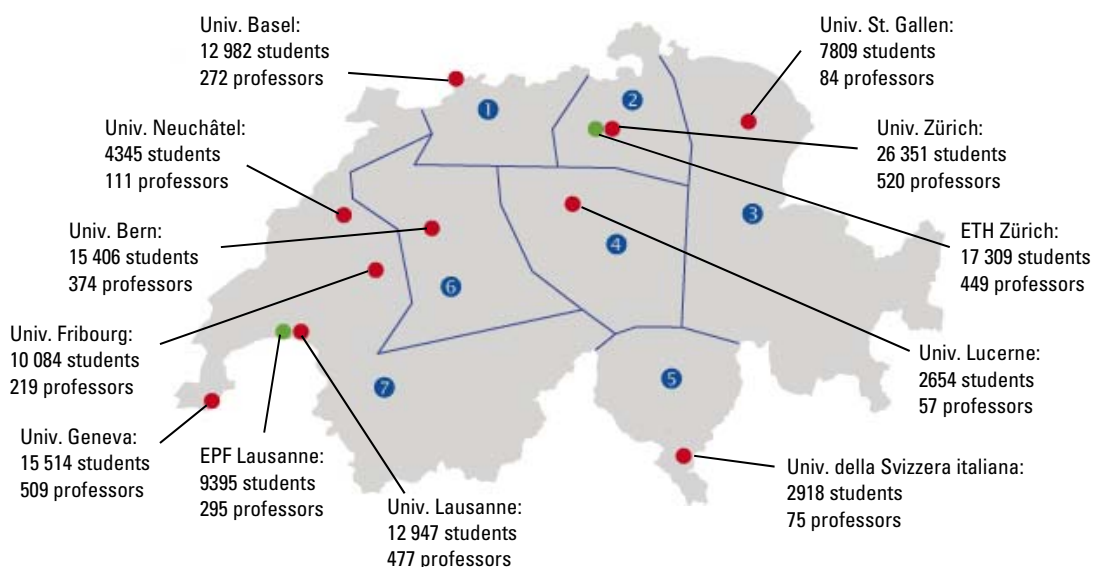 Univ. Basel:
12 982 students
272 professors
Univ. St. Gallen:
7809 students
84 professors
Univ. Neuchâtel:
4345 students
111 professors
Univ. Zürich:
26 351 students
520 professors
Univ. Bern:
15 406 students
374 professors
ETH Zürich:
17 309 students
449 professors
Univ. Fribourg:
10 084 students
219 professors
Univ. Lucerne:
2654 students
57 professors
Univ. Geneva:
15 514 students
509 professors
EPF Lausanne:
9395 students
295 professors
Univ. Lausanne:
12 947 students
477 professors
Univ. della Svizzera italiana:
2918 students
75 professors
1
2
3
4
5
6
7